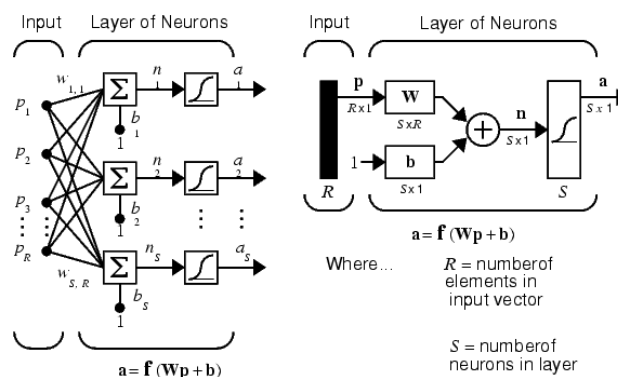 Input Layer of Neurons
w1,1
n1 a1
p1
Σ
b1
1
p2
n2 a2
Σ
b2
1
p3
pR
nS aS
Σ
wS, R
bS
1
a = f (Wp + b)
Input Layer of Neurons
p
R x 1
W
S x R
n
S x 1
a
S x 1
+
1
b
S x 1
R
S
a = f (Wp + b)
Where... R = numberof
elements in
input vector
S = numberof
neurons in layer